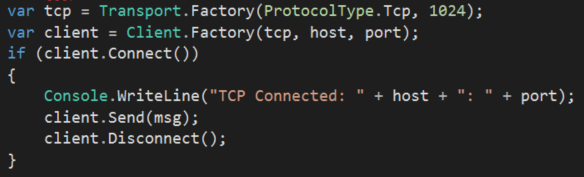 var tcp = Transport.Factory(ProtocolType.Tcp, 1024);
var client = Client.Factory(tcp, host, port);
if (client.Connect())
{
    Console.WriteLine("TCP Connected: " + host + ": " + port);
    client.Send(msg);
    client.Disconnect();
}